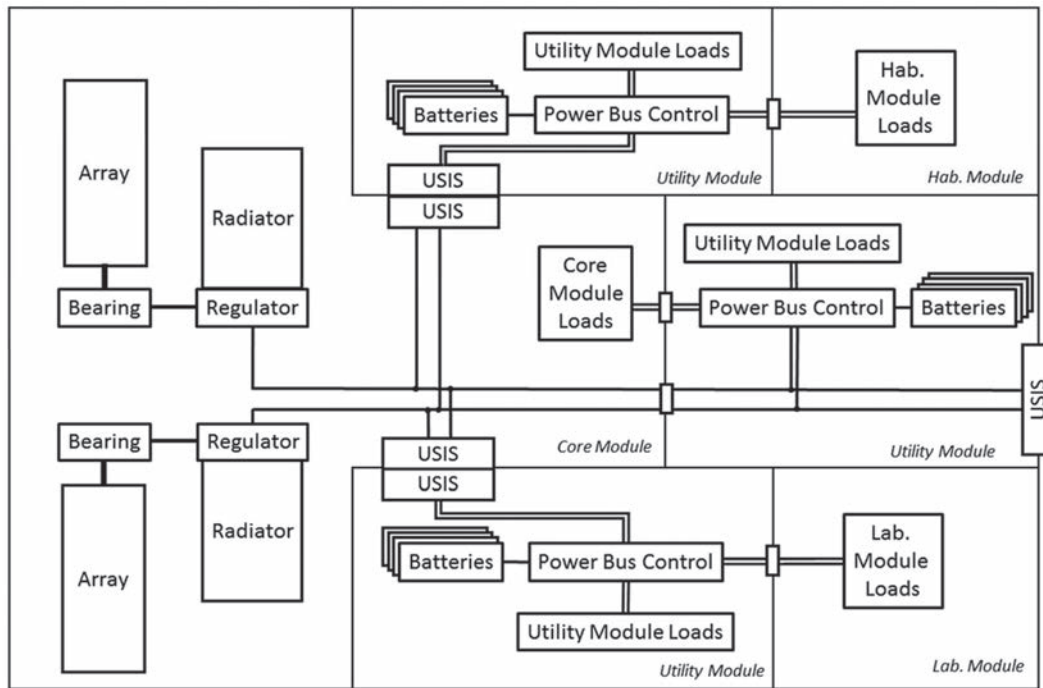 Utility Module Loads
Batteries
Power Bus Control
Hab.
Module
Loads
USIS
Utility Module
Hab. Module
USIS
Array
Radiator
Bearing
Regulator
Core
Module
Loads
Utility Module Loads
Power Bus Control
Batteries
USIS
Bearing
Regulator
Core Module
Utility Module
Array
Radiator
USIS
USIS
Batteries
Power Bus Control
Lab.
Module
Loads
Utility Module Loads
Utility Module
Lab. Module